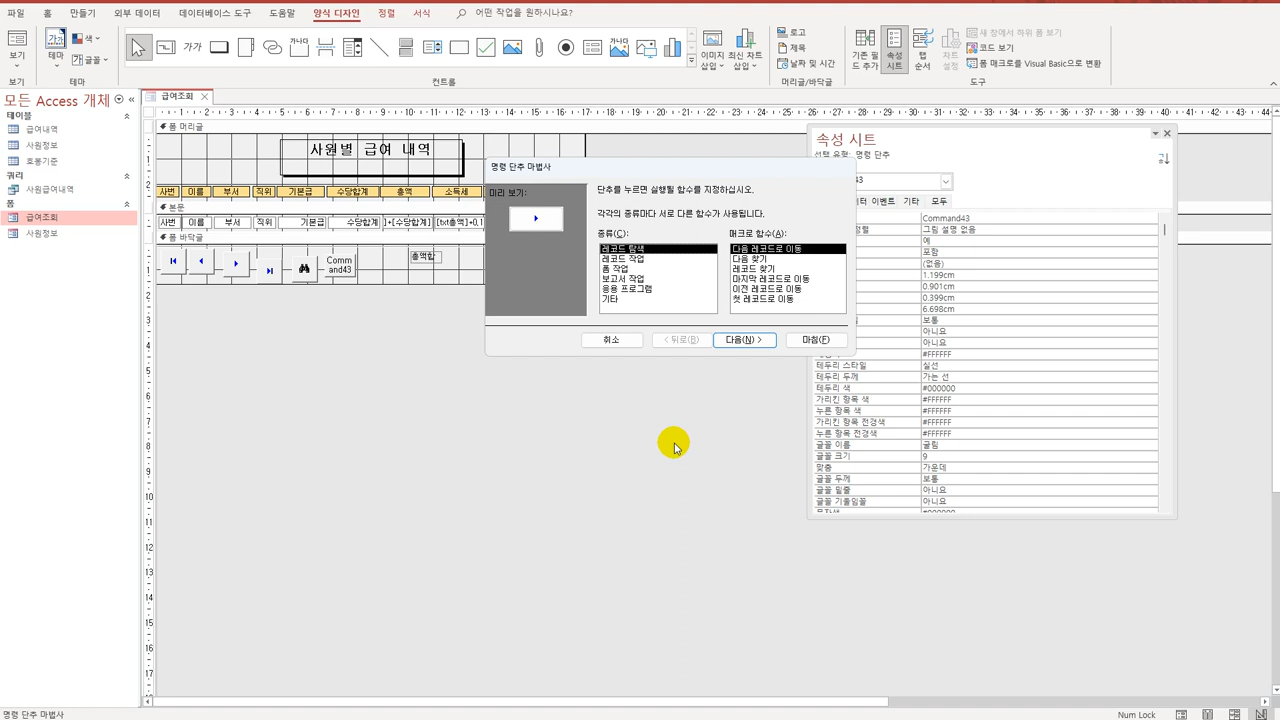 파일 홈 만들기 외부 데이터 데이터베이스 도구 도움말 양식 디자인 정렬 서식 어떤 작업을 원하시나요?
보기 테마 색 글꼴 이미지 삽입 최신 차트 삽입 로고 제목 날짜 및 시간 기존 필드 추가 속성 시트 탭 순서 차트 설정 새 창에서 하위 폼 보기 코드 보기 폼 매크로를 Visual Basic으로 변환
보기 테마 컨트롤 머리글/바닥글 도구
모든 Access 개체
급여조회
테이블
급여내역
사원정보
호봉기준
쿼리
사원급여내역
폼
급여조회
사원정보
폼 머리글
사원별 급여 내역
사번 이름 부서 직위 기본급 수당합계 총액 소득세
본문
사번 이름 부서 직위 기본급 수당합계 ]+[수당합계] [txt총액]+0,1
폼 바닥글
Comm
and43
총액합
명령 단추 마법사
미리 보기:
단추를 누르면 실행될 함수를 지정하십시오.
각각의 종류마다 서로 다른 함수가 사용됩니다.
종류(C): 매크로 함수(A):
레코드 탐색
레코드 작업
폼 작업
보고서 작업
응용 프로그램
기타
다음 레코드로 이동
다음 찾기
레코드 찾기
마지막 레코드로 이동
이전 레코드로 이동
첫 레코드로 이동
취소 < 뒤로(B) 다음(N) > 마침(F)
속성 시트
선택 유형: 명령 단추
43
이벤트 기타 모두
Command43
그림 설명 없음
예
포함
(없음)
1.199cm
0.901cm
0.399cm
6.698cm
보통
아니요
아니요
#FFFFFF
테두리 스타일 실선
테두리 두께 가는 선
테두리 색 #000000
가리킨 항목 색 #FFFFFF
누른 항목 색 #FFFFFF
가리킨 항목 전경색 #FFFFFF
누른 항목 전경색 #FFFFFF
글꼴 이름 굴림
글꼴 크기 9
맞춤 가운데
글꼴 두께 보통
글꼴 밑줄 아니요
글꼴 기울임꼴 아니요
명령 단추 마법사 Num Lock